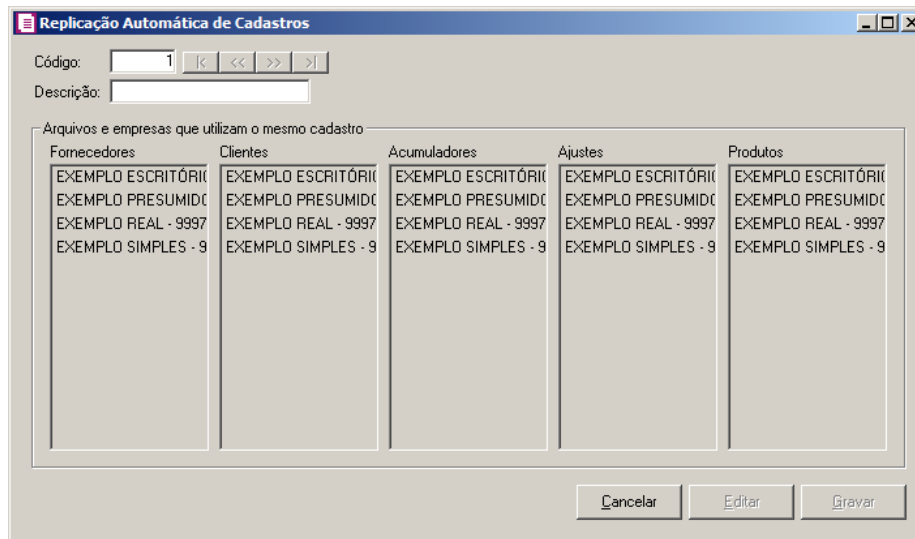 Replicação Automática de Cadastros
Código: 1 |< << >> >|
Descrição:
Arquivos e empresas que utilizam o mesmo cadastro
Fornecedores Clientes Acumuladores Ajustes Produtos
EXEMPLO ESCRITÓRI EXEMPLO ESCRITÓRI EXEMPLO ESCRITÓRI EXEMPLO ESCRITÓRI EXEMPLO ESCRITÓRI
EXEMPLO PRESUMID EXEMPLO PRESUMID EXEMPLO PRESUMID EXEMPLO PRESUMID EXEMPLO PRESUMID
EXEMPLO REAL - 9997 EXEMPLO REAL - 9997 EXEMPLO REAL - 9997 EXEMPLO REAL - 9997 EXEMPLO REAL - 9997
EXEMPLO SIMPLES - 9 EXEMPLO SIMPLES - 9 EXEMPLO SIMPLES - 9 EXEMPLO SIMPLES - 9 EXEMPLO SIMPLES - 9
Cancelar Editar Gravar